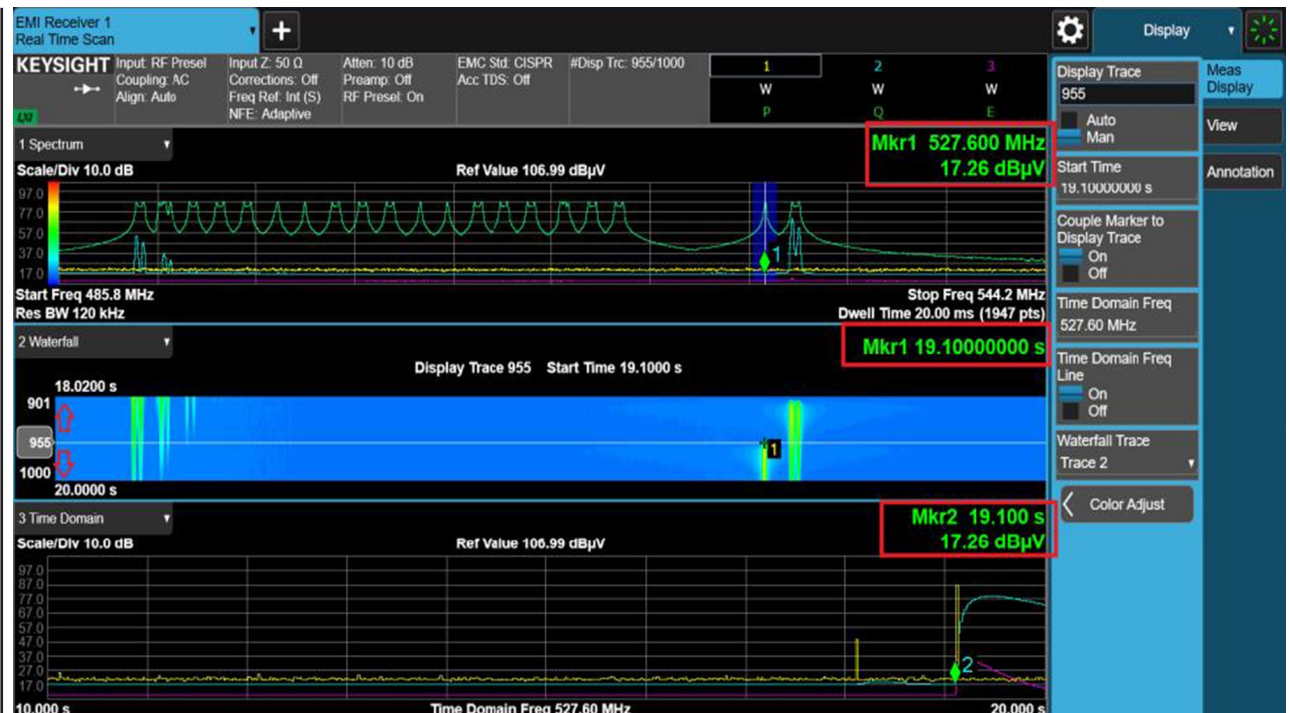 EMI Receiver 1
Real Time Scan
Display
KEYSIGHT
Input: RF Presel
Coupling: AC
Align: Auto
Input Z: 50 Ω
Corrections: Off
Freq Ref: Int (S)
NFE: Adaptive
Atten: 10 dB
Preamp: Off
RF Presel: On
EMC Std: CISPR
Acc TDS: Off
#Disp Trc: 955/1000
1 2 3
W W W
P Q E
LXI
1 Spectrum
Scale/Div 10.0 dB
Ref Value 106.99 dBµV
Mkr1 527.600 MHz
17.26 dBµV
97.0
77.0
57.0
37.0
17.0
1
Start Freq 485.8 MHz
Res BW 120 kHz
Stop Freq 544.2 MHz
Dwell Time 20.00 ms (1947 pts)
2 Waterfall
Mkr1 19.10000000 s
Display Trace 955 Start Time 19.1000 s
18.0200 s
901
955
1
1000
20.0000 s
3 Time Domain
Scale/Div 10.0 dB
Ref Value 106.99 dBµV
Mkr2 19.100 s
17.26 dBµV
97.0
87.0
77.0
67.0
57.0
47.0
37.0
27.0
17.0
2
10.000 s
Time Domain Freq 527.60 MHz
20.000 s
Display Trace
955
Auto
Man
Start Time
19.10000000 s
Couple Marker to
Display Trace
On
Off
Time Domain Freq
527.60 MHz
Time Domain Freq
Line
On
Off
Waterfall Trace
Trace 2
Color Adjust
Meas
Display
View
Annotation